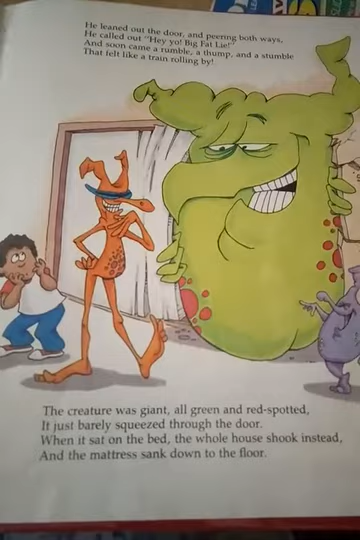 He leaned out the door, and peering both ways,
He called out "Hey yo! Big Fat Lie!"
And soon came a rumble, a thump, and a stumble
That felt like a train rolling by!
The creature was giant, all green and red-spotted,
It just barely squeezed through the door.
When it sat on the bed, the whole house shook instead,
And the mattress sank down to the floor.